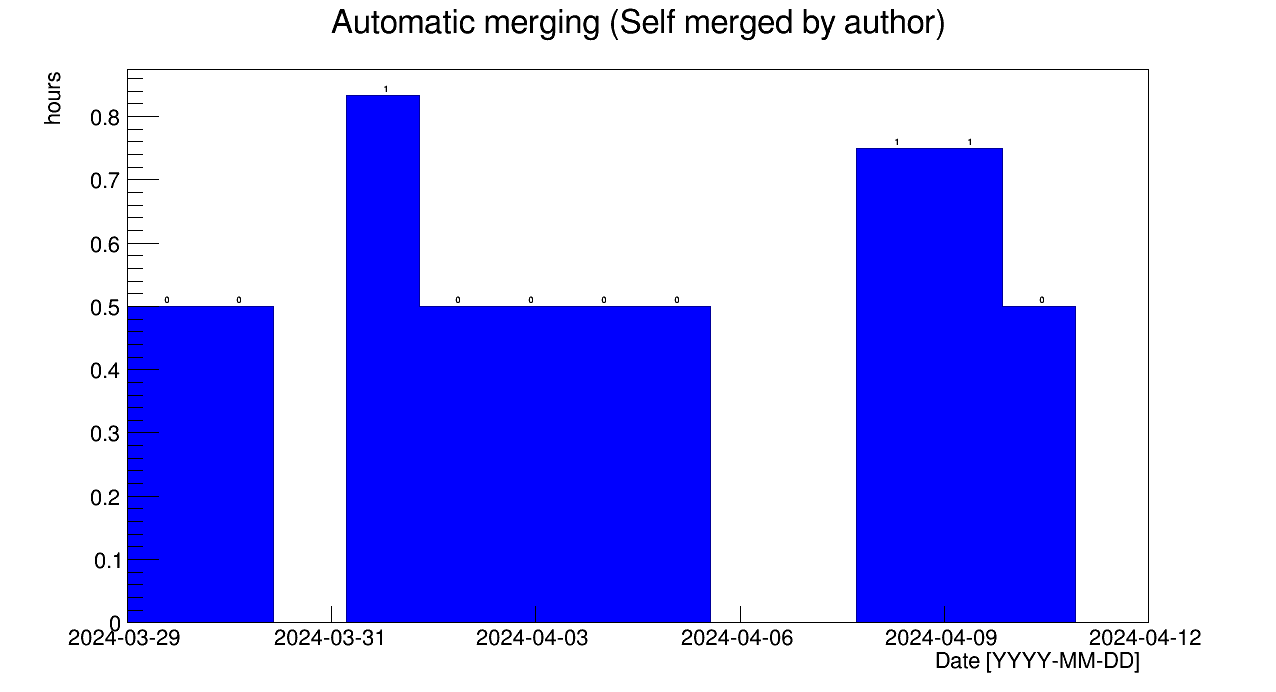 Automatic merging (Self merged by author)
hours
0.8
0.7
0.6
0.5
0.4
0.3
0.2
0.1
0
1
1 1
0 0 0 0 0 0 0
2024-03-29 2024-03-31 2024-04-03 2024-04-06 2024-04-09 2024-04-12
Date [YYYY-MM-DD]